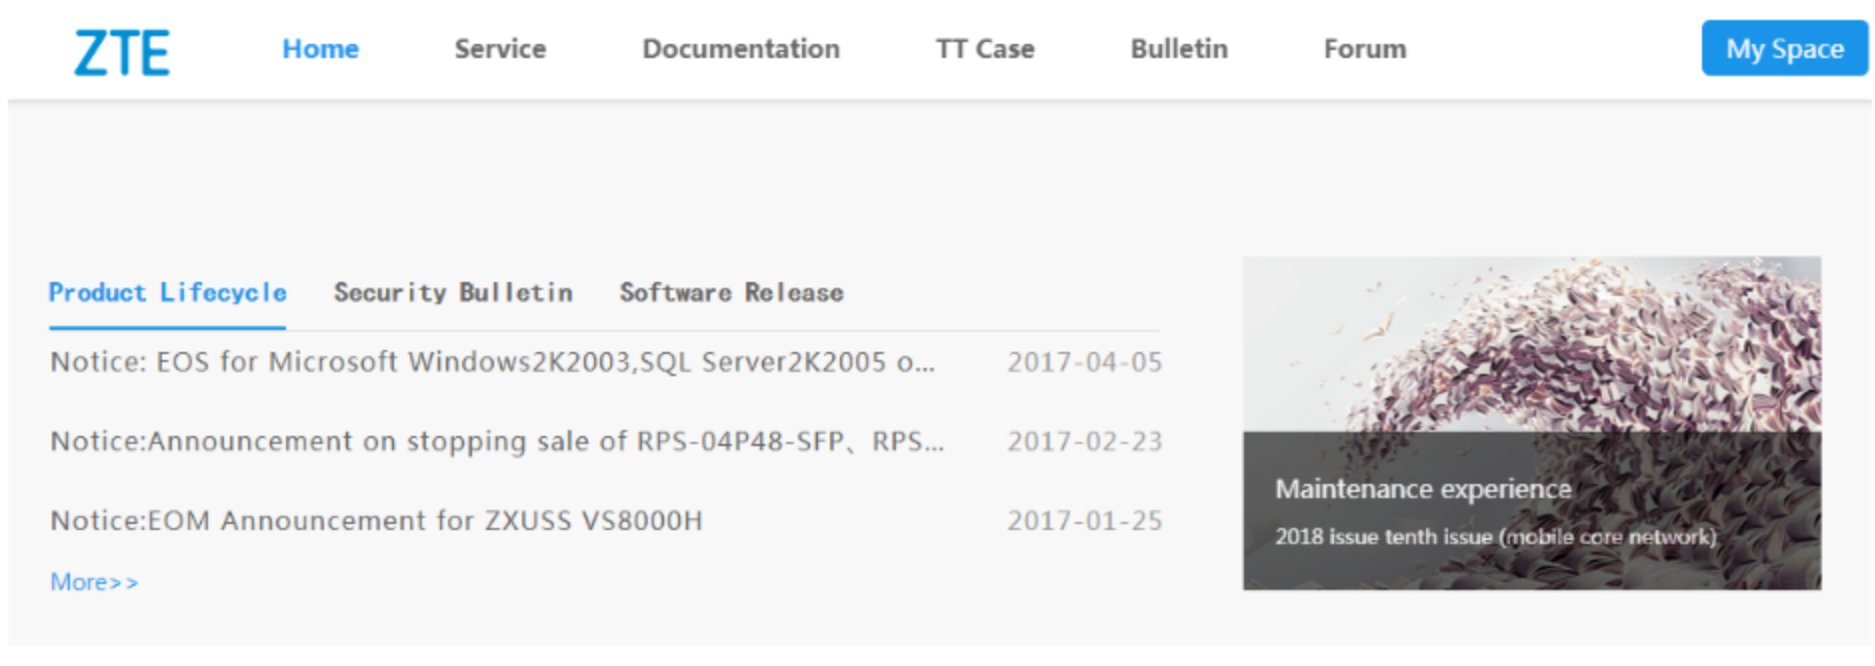 ZTE Home Service Documentation TT Case Bulletin Forum My Space
Product Lifecycle Security Bulletin Software Release
Notice: EOS for Microsoft Windows2K2003,SQL Server2K2005 o... 2017-04-05
Notice:Announcement on stopping sale of RPS-04P48-SFP、RPS... 2017-02-23
Notice:EOM Announcement for ZXUSS VS8000H 2017-01-25
More>>
Maintenance experience
2018 issue tenth issue (mobile core network)